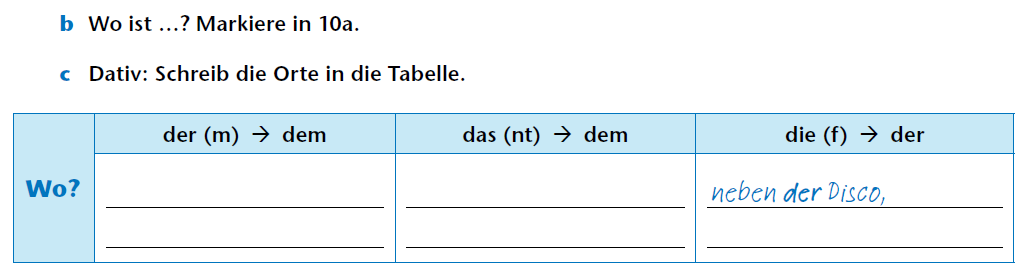 b Wo ist …? Markiere in 10a.
c Dativ: Schreib die Orte in die Tabelle.
der (m) → dem
das (nt) → dem
die (f) → der
Wo?
neben der Disco,